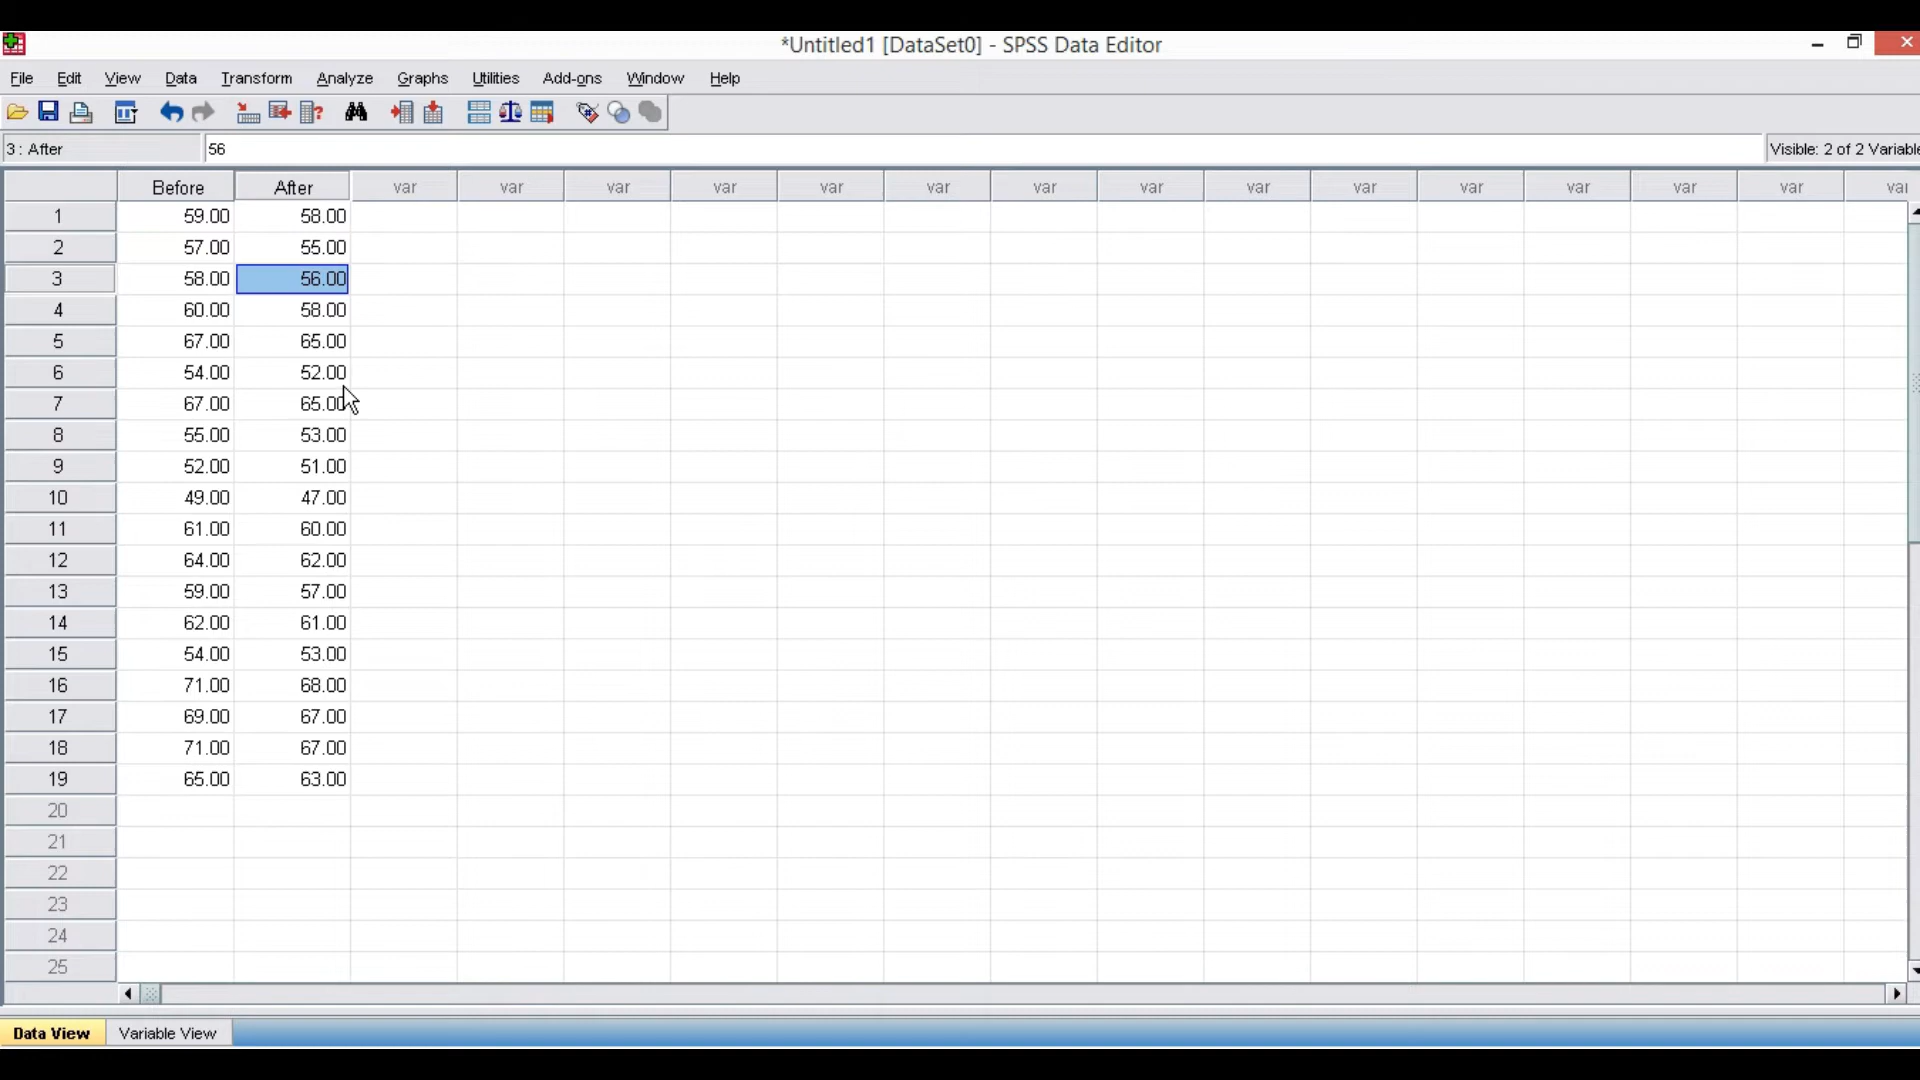 *Untitled1 [DataSet0] - SPSS Data Editor
File Edit View Data Transform Analyze Graphs Utilities Add-ons Window Help
3 : After 56 Visible: 2 of 2 Variable
Before After var var var var var var var var var var var var var var var
1 59.00 58.00
2 57.00 55.00
3 58.00 56.00
4 60.00 58.00
5 67.00 65.00
6 54.00 52.00
7 67.00 65.00
8 55.00 53.00
9 52.00 51.00
10 49.00 47.00
11 61.00 60.00
12 64.00 62.00
13 59.00 57.00
14 62.00 61.00
15 54.00 53.00
16 71.00 68.00
17 69.00 67.00
18 71.00 67.00
19 65.00 63.00
20
21
22
23
24
25
Data View Variable View